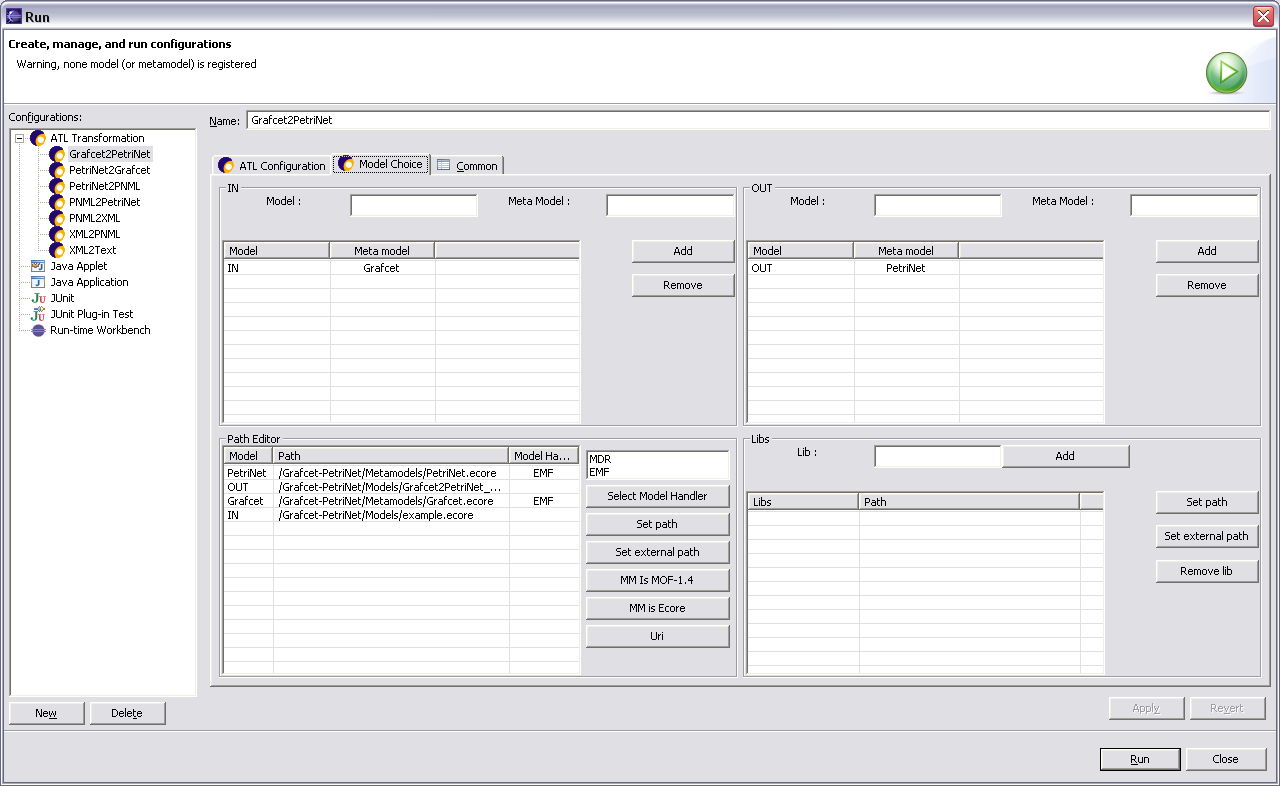 Run
Create, manage, and run configurations
Warning, none model (or metamodel) is registered
Configurations:
ATL Transformation
Grafcet2PetriNet
PetriNet2Grafcet
PetriNet2PNML
PNML2PetriNet
PNML2XML
XML2PNML
XML2Text
Java Applet
Java Application
JUnit
JUnit Plug-in Test
Run-time Workbench
New Delete
Name: Grafcet2PetriNet
ATL Configuration Model Choice Common
IN
Model : Meta Model :
Model Meta model Add
IN Grafcet
Remove
OUT
Model : Meta Model :
Model Meta model Add
OUT PetriNet
Remove
Path Editor
Model Path Model Ha...
PetriNet /Grafcet-PetriNet/Metamodels/PetriNet.ecore EMF
OUT /Grafcet-PetriNet/Models/Grafcet2PetriNet_...
Grafcet /Grafcet-PetriNet/Metamodels/Grafcet.ecore EMF
IN /Grafcet-PetriNet/Models/example.ecore
MDR
EMF
Select Model Handler
Set path
Set external path
MM Is MOF-1.4
MM is Ecore
Uri
Libs
Lib : Add
Libs Path
Set path
Set external path
Remove lib
Apply Revert
Run Close